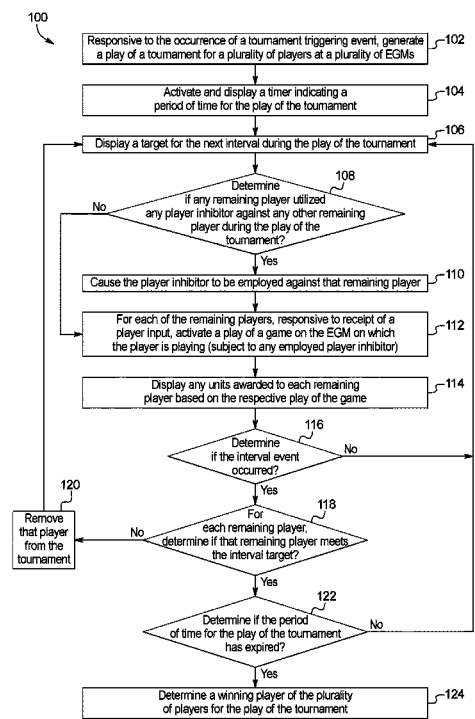 100
Responsive to the occurrence of a tournament triggering event, generate
a play of a tournament for a plurality of players at a plurality of EGMs
102
Activate and display a timer indicating a
period of time for the play of the tournament
104
106
Display a target for the next interval during the play of the tournament
108
Determine
if any remaining player utilized
any player inhibitor against any other remaining
player during the play of the
tournament?
No
Yes
Cause the player inhibitor to be employed against that remaining player
110
For each of the remaining players, responsive to receipt of a
player input, activate a play of a game on the EGM on which
the player is playing (subject to any employed player inhibitor)
112
Display any units awarded to each remaining
player based on the respective play of the game
114
116
Determine
if the interval event
occurred?
No
Yes
118
For
each remaining player,
determine if that remaining player meets
the interval target?
No
Yes
120
Remove
that player
from the
tournament
122
Determine if the period
of time for the play of the tournament
has expired?
No
Yes
Determine a winning player of the plurality
of players for the play of the tournament
124